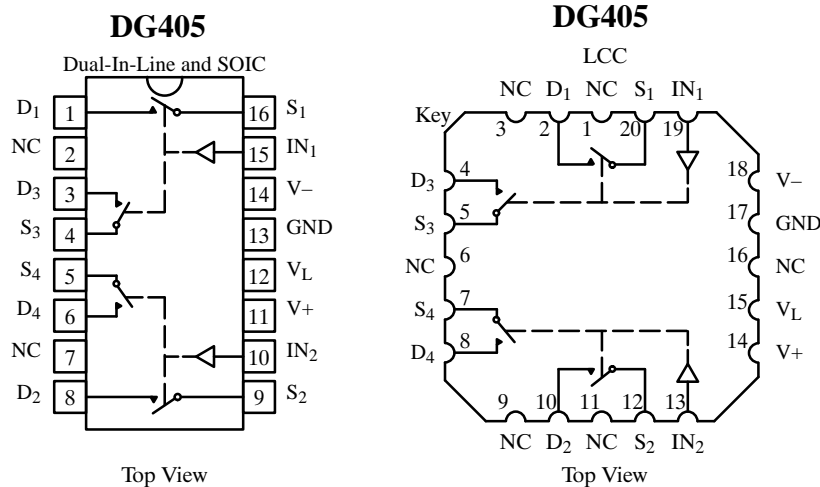 DG405
Dual-In-Line and SOIC
D1 1 16 S1
NC 2 15 IN1
D3 3 14 V–
S3 4 13 GND
S4 5 12 VL
D4 6 11 V+
NC 7 10 IN2
D2 8 9 S2
Top View
DG405
LCC
NC D1 NC S1 IN1
Key
3 2 1 20 19
D3 4 18 V–
S3 5 17 GND
NC 6 16 NC
S4 7 15 VL
D4 8 14 V+
9 10 11 12 13
NC D2 NC S2 IN2
Top View